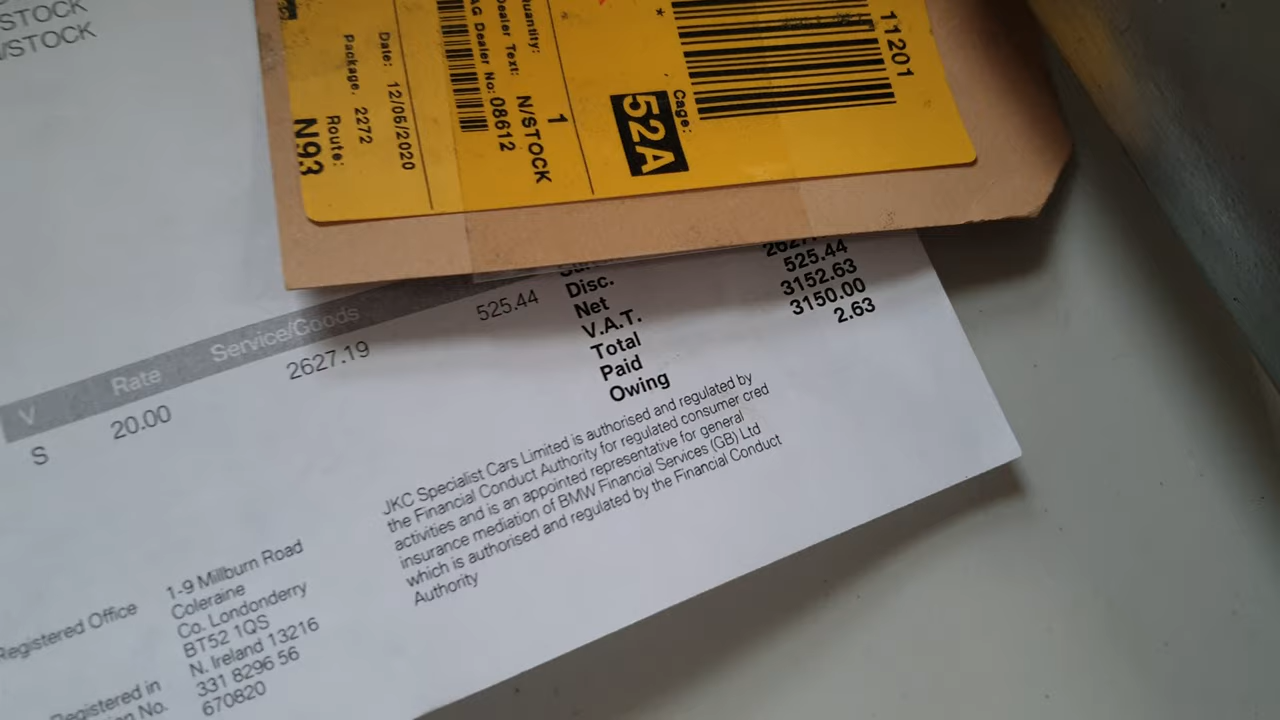 STOCK
/STOCK
11201
Cage:
52A
*
Quantity: 1
Dealer Text: N/STOCK
AG Dealer No: 08612
Date: 12/05/2020
Package. 2272
Route:
N93
V Rate Service/Goods
S 20.00 2627.19 525.44
Disc.
Net
V.A.T. 525.44
Total 3152.63
Paid 3150.00
Owing 2.63
JKC Specialist Cars Limited is authorised and regulated by
the Financial Conduct Authority for regulated consumer cred
activities and is an appointed representative for general
insurance mediation of BMW Financial Services (GB) Ltd
which is authorised and regulated by the Financial Conduct
Authority
Registered Office 1-9 Millburn Road
Coleraine
Co. Londonderry
BT52 1QS
Registered in N. Ireland 13216
on No. 331 8296 56
670820